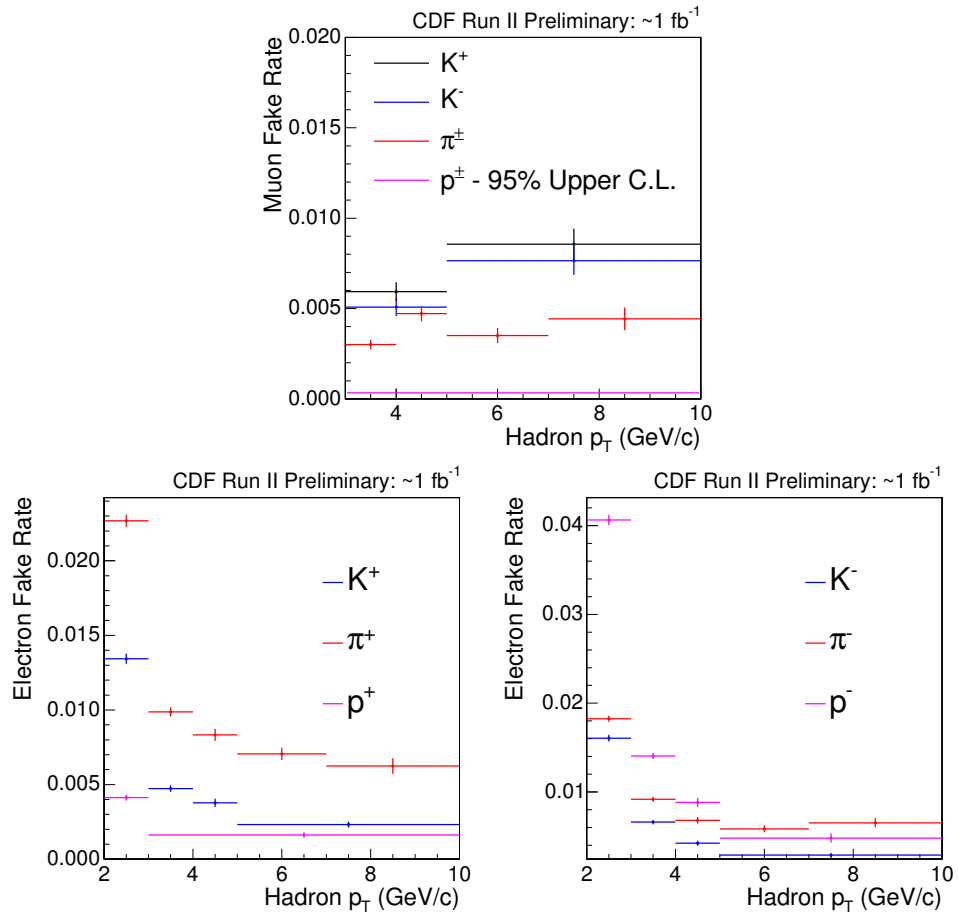 CDF Run II Preliminary: ~1 fb⁻¹
Muon Fake Rate
0.020
0.015
0.010
0.005
0.000
K⁺
K⁻
π±
p± - 95% Upper C.L.
4 6 8 10
Hadron p_T (GeV/c)
CDF Run II Preliminary: ~1 fb⁻¹
Electron Fake Rate
0.020
0.015
0.010
0.005
0.000
K⁺
π⁺
p⁺
2 4 6 8 10
Hadron p_T (GeV/c)
CDF Run II Preliminary: ~1 fb⁻¹
Electron Fake Rate
0.04
0.03
0.02
0.01
K⁻
π⁻
p⁻
2 4 6 8 10
Hadron p_T (GeV/c)